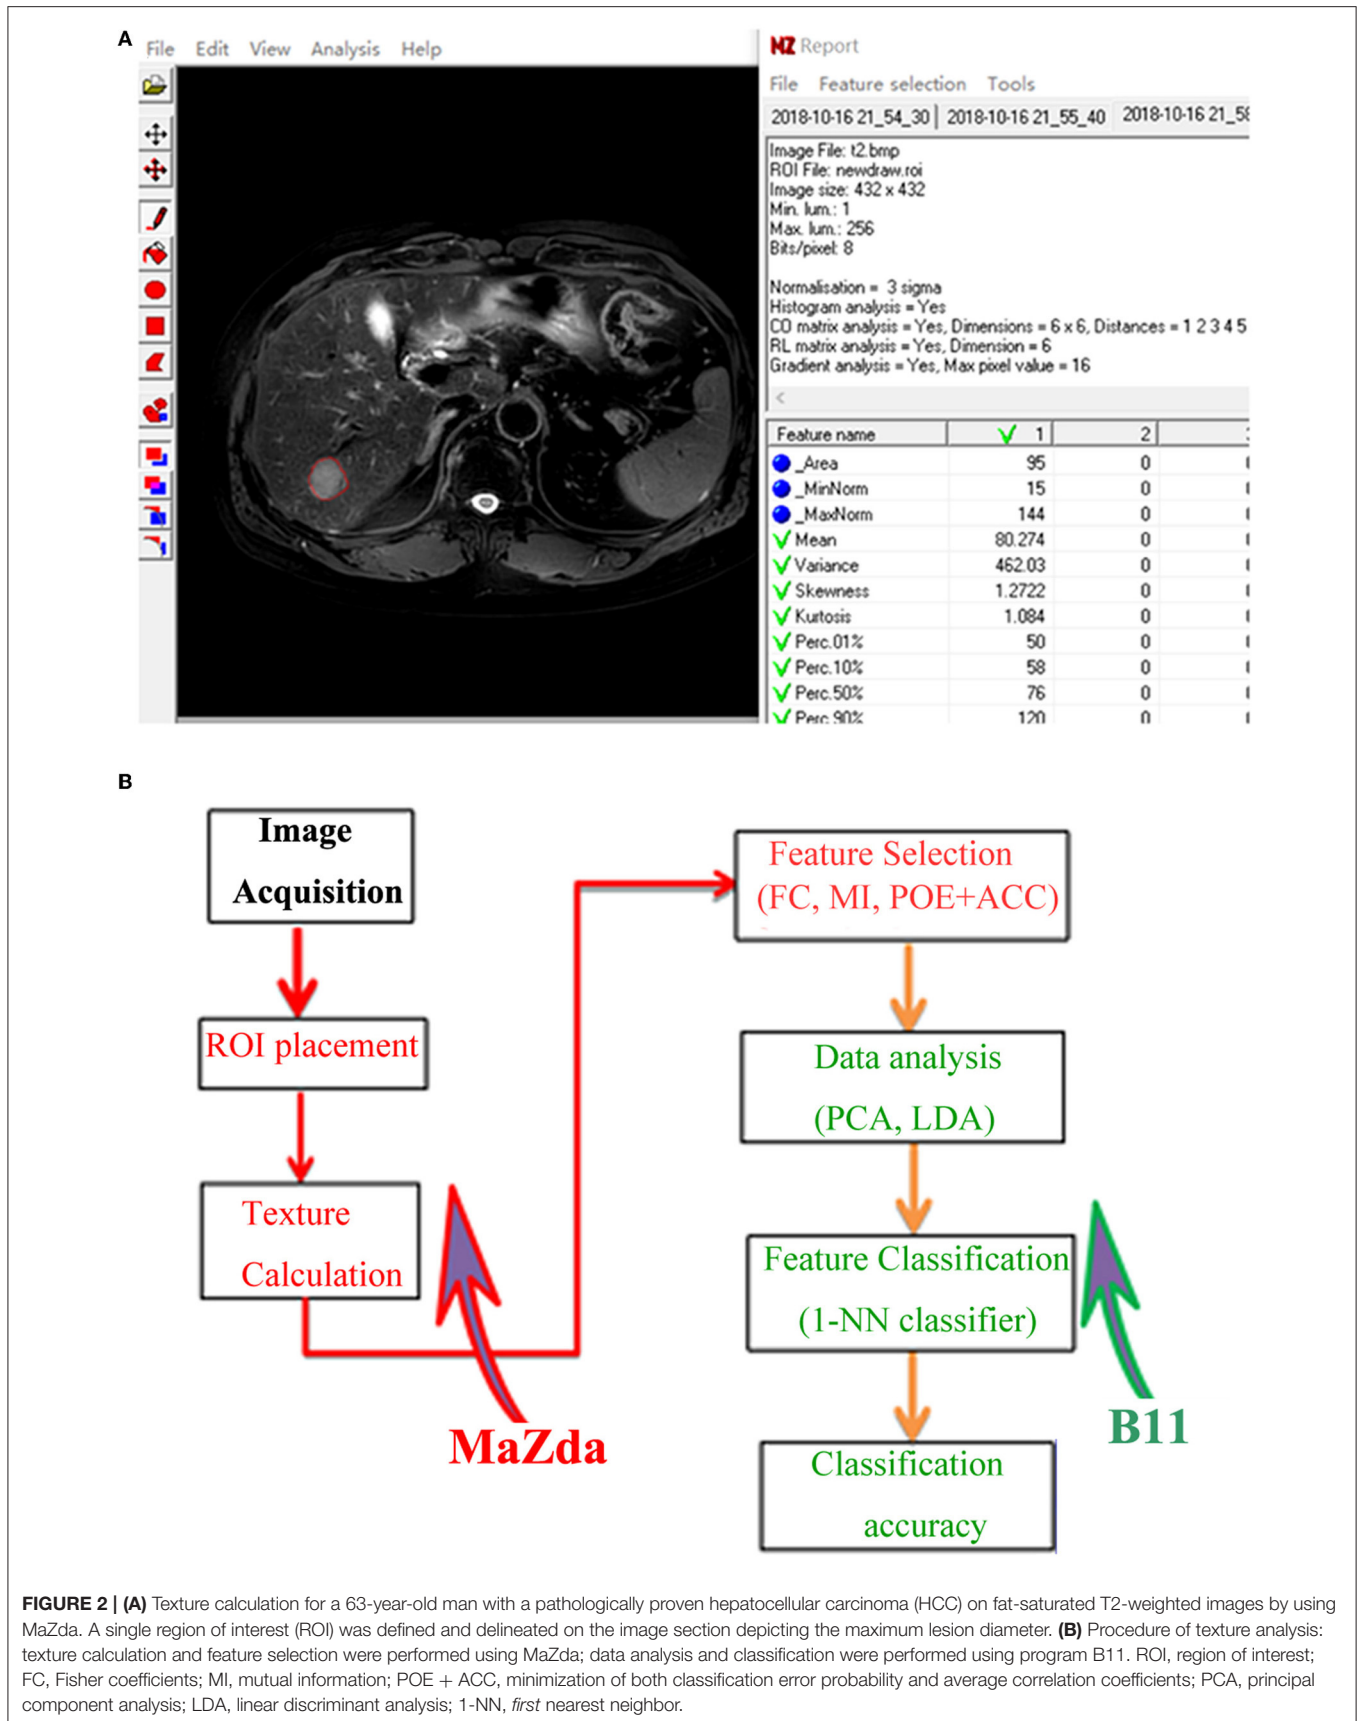 A
File Edit View Analysis Help
MZ Report
File Feature selection Tools
2018-10-16 21_54_30 2018-10-16 21_55_40 2018-10-16 21_58
Image File: t2.bmp
ROI File: newdraw.roi
Image size: 432 x 432
Min. lum.: 1
Max. lum.: 256
Bits/pixel: 8
Normalisation = 3 sigma
Histogram analysis = Yes
CO matrix analysis = Yes, Dimensions = 6 x 6, Distances = 1 2 3 4 5
RL matrix analysis = Yes, Dimension = 6
Gradient analysis = Yes, Max pixel value = 16
Feature name 1 2
_Area 95 0
_MinNorm 15 0
_MaxNorm 144 0
Mean 80.274 0
Variance 462.03 0
Skewness 1.2722 0
Kurtosis 1.084 0
Perc.01% 50 0
Perc.10% 58 0
Perc.50% 76 0
Perc.90% 120 0
B
Image
Acquisition
ROI placement
Texture
Calculation
MaZda
Feature Selection
(FC, MI, POE+ACC)
Data analysis
(PCA, LDA)
Feature Classification
(1-NN classifier)
B11
Classification
accuracy
FIGURE 2 | (A) Texture calculation for a 63-year-old man with a pathologically proven hepatocellular carcinoma (HCC) on fat-saturated T2-weighted images by using
MaZda. A single region of interest (ROI) was defined and delineated on the image section depicting the maximum lesion diameter. (B) Procedure of texture analysis:
texture calculation and feature selection were performed using MaZda; data analysis and classification were performed using program B11. ROI, region of interest;
FC, Fisher coefficients; MI, mutual information; POE + ACC, minimization of both classification error probability and average correlation coefficients; PCA, principal
component analysis; LDA, linear discriminant analysis; 1-NN, first nearest neighbor.